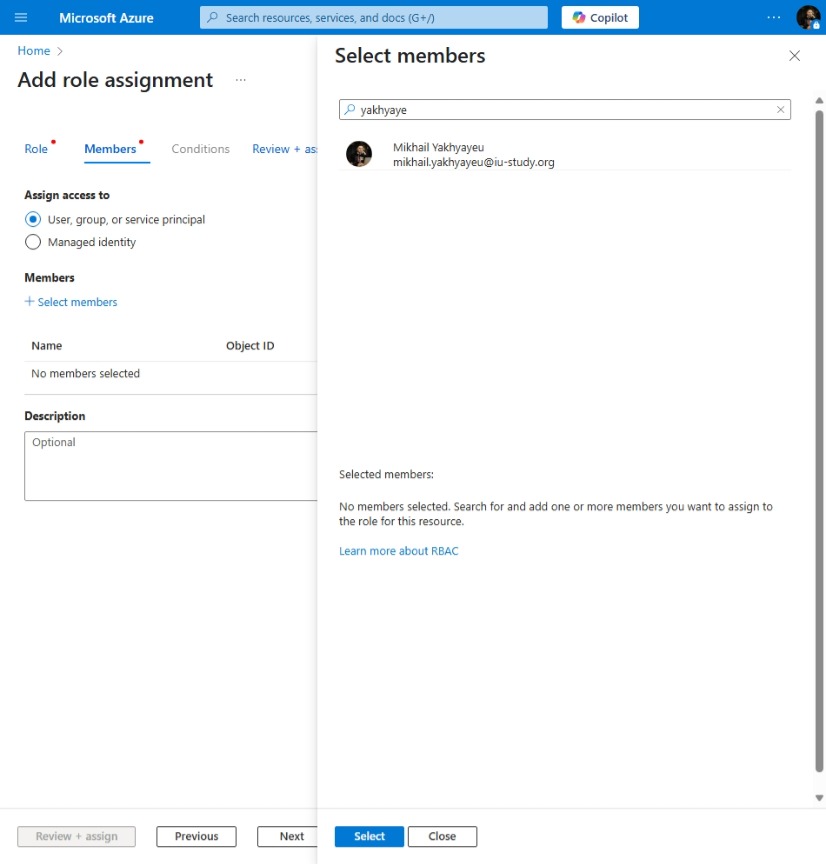 Microsoft Azure
Search resources, services, and docs (G+/)
Copilot
Home
Add role assignment
Role
Members
Conditions
Review + as
Assign access to
User, group, or service principal
Managed identity
Members
+ Select members
Name Object ID
No members selected
Description
Optional
Review + assign
Previous
Next
Select members
yakhyaye
Mikhail Yakhyayeu
mikhail.yakhyayeu@iu-study.org
Selected members:
No members selected. Search for and add one or more members you want to assign to
the role for this resource.
Learn more about RBAC
Select
Close